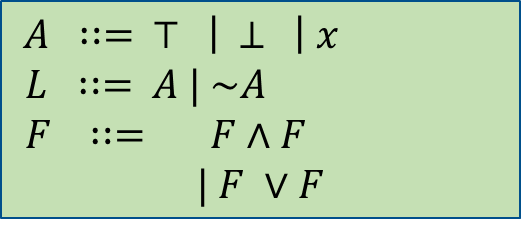 A ::= ⊤ | ⊥ | x
L ::= A | ~A
F ::= F ∧ F
| F ∨ F